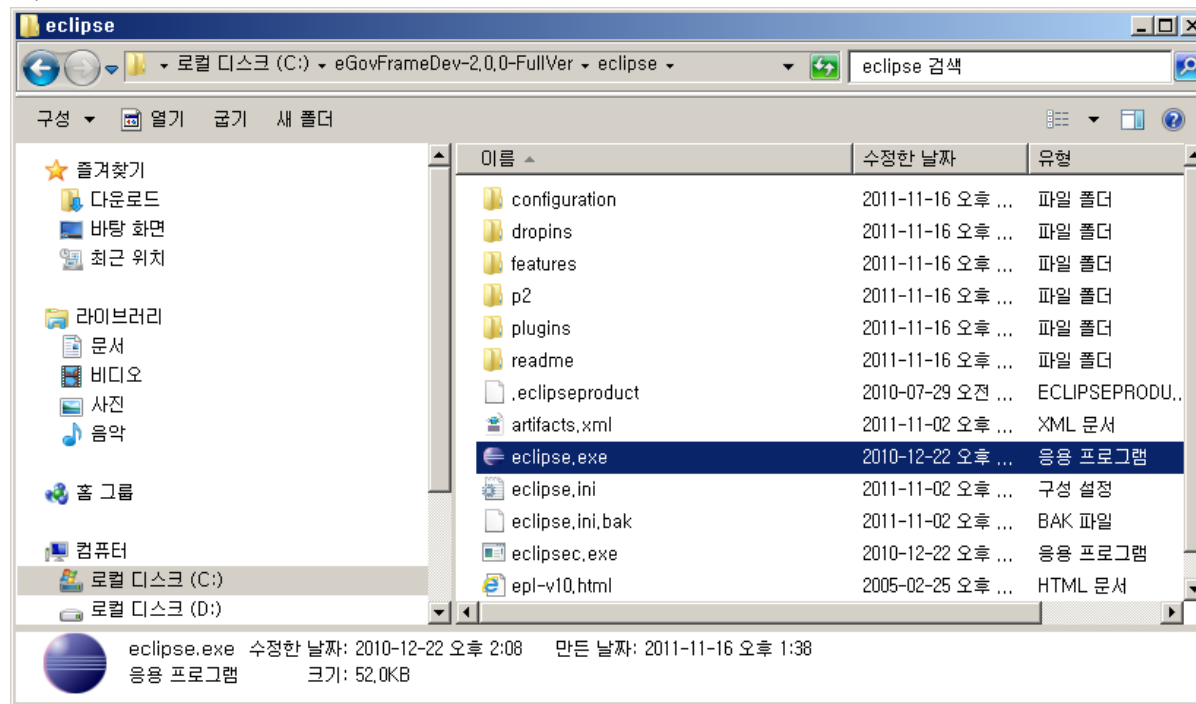 eclipse
로컬 디스크 (C:) eGovFrameDev-2.0.0-FullVer eclipse
eclipse 검색
구성 열기 굽기 새 폴더
즐겨찾기
다운로드
바탕 화면
최근 위치
라이브러리
문서
비디오
사진
음악
홈 그룹
컴퓨터
로컬 디스크 (C:)
로컬 디스크 (D:)
이름 수정한 날짜 유형
configuration 2011-11-16 오후 ... 파일 폴더
dropins 2011-11-16 오후 ... 파일 폴더
features 2011-11-16 오후 ... 파일 폴더
p2 2011-11-16 오후 ... 파일 폴더
plugins 2011-11-16 오후 ... 파일 폴더
readme 2011-11-16 오후 ... 파일 폴더
.eclipseproduct 2010-07-29 오전 ... ECLIPSEPRODU...
artifacts.xml 2011-11-02 오후 ... XML 문서
eclipse.exe 2010-12-22 오후 ... 응용 프로그램
eclipse.ini 2011-11-02 오후 ... 구성 설정
eclipse.ini.bak 2011-11-02 오후 ... BAK 파일
eclipsec.exe 2010-12-22 오후 ... 응용 프로그램
epl-v10.html 2005-02-25 오후 ... HTML 문서
eclipse.exe 수정한 날짜: 2010-12-22 오후 2:08 만든 날짜: 2011-11-16 오후 1:38
응용 프로그램 크기: 52.0KB